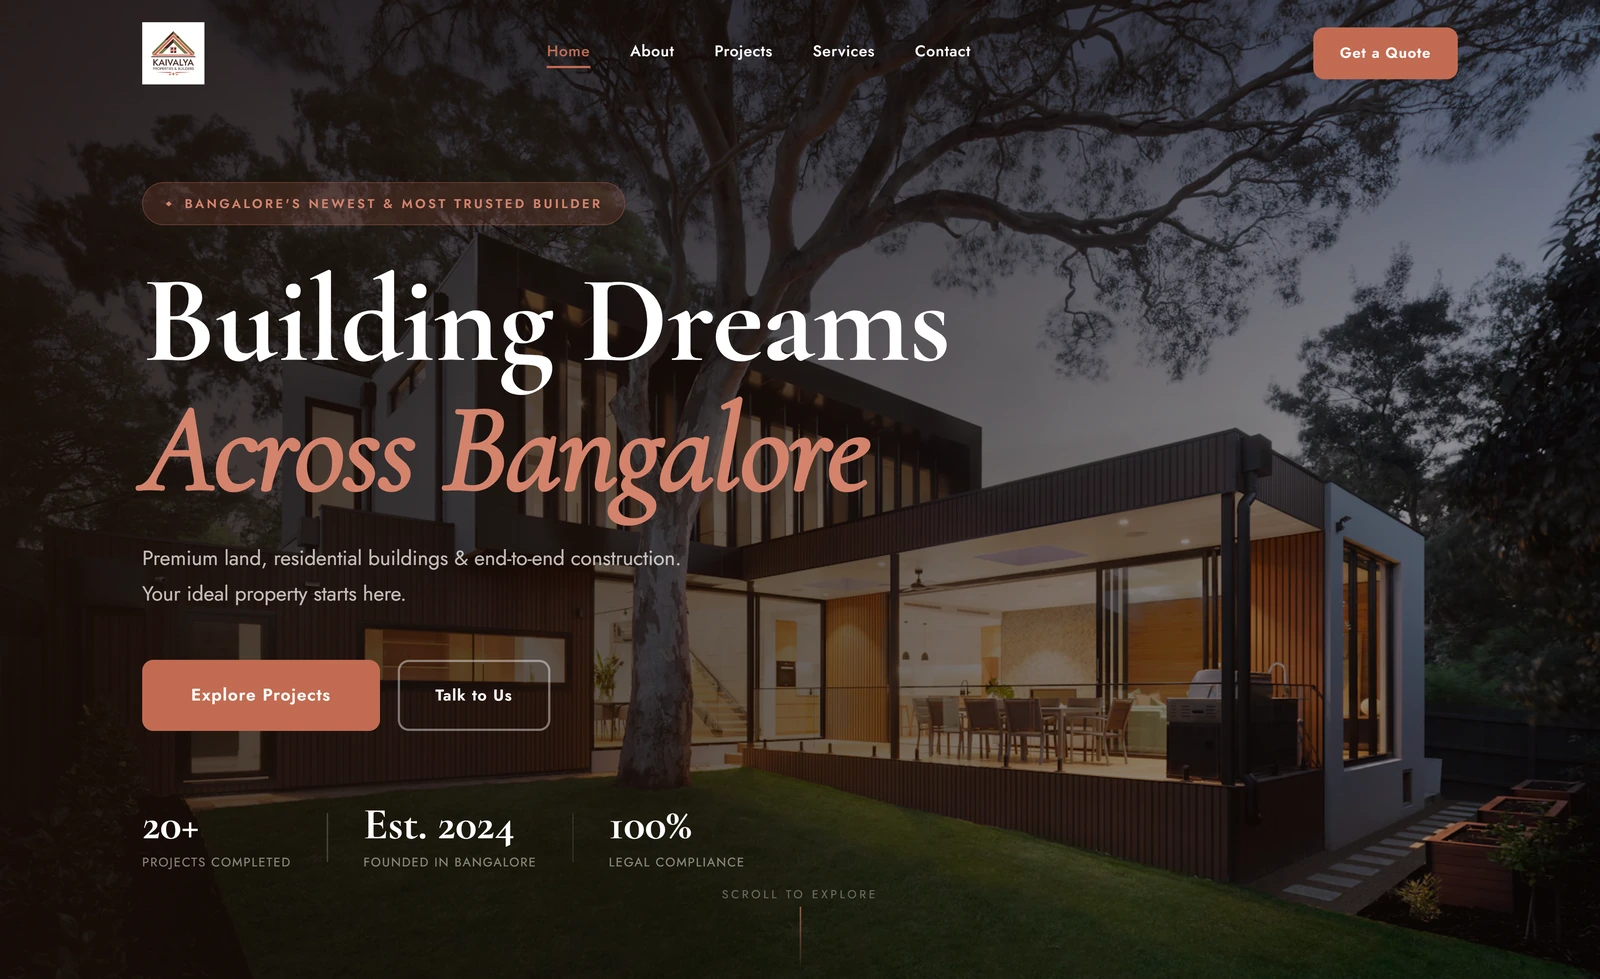 KAIVALYA
PROPERTIES & BUILDERS
Home
About
Projects
Services
Contact
Get a Quote
BANGALORE'S NEWEST & MOST TRUSTED BUILDER
Building Dreams
Across Bangalore
Premium land, residential buildings & end-to-end construction.
Your ideal property starts here.
Explore Projects
Talk to Us
20+
PROJECTS COMPLETED
Est. 2024
FOUNDED IN BANGALORE
100%
LEGAL COMPLIANCE
SCROLL TO EXPLORE